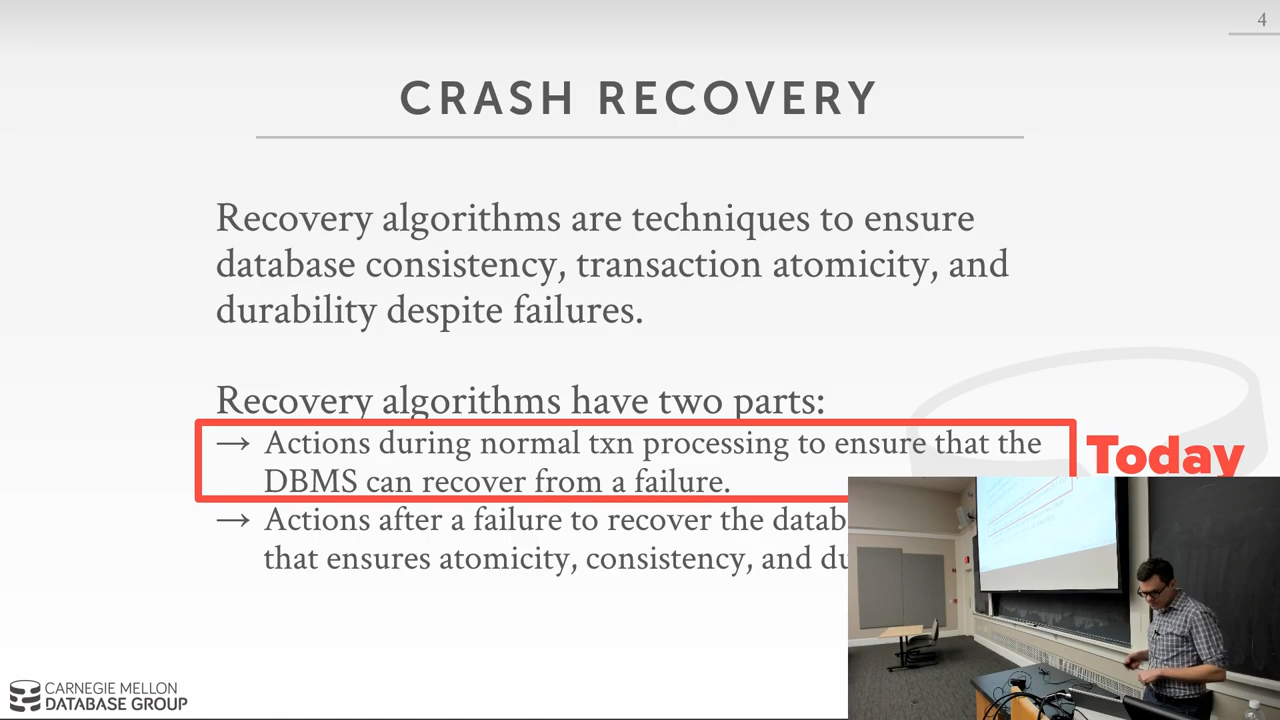 4
CRASH RECOVERY
Recovery algorithms are techniques to ensure
database consistency, transaction atomicity, and
durability despite failures.
Recovery algorithms have two parts:
→ Actions during normal txn processing to ensure that the
DBMS can recover from a failure.
Today
→ Actions after a failure to recover the
that ensures atomicity, consistency, and
CARNEGIE MELLON
DATABASE GROUP